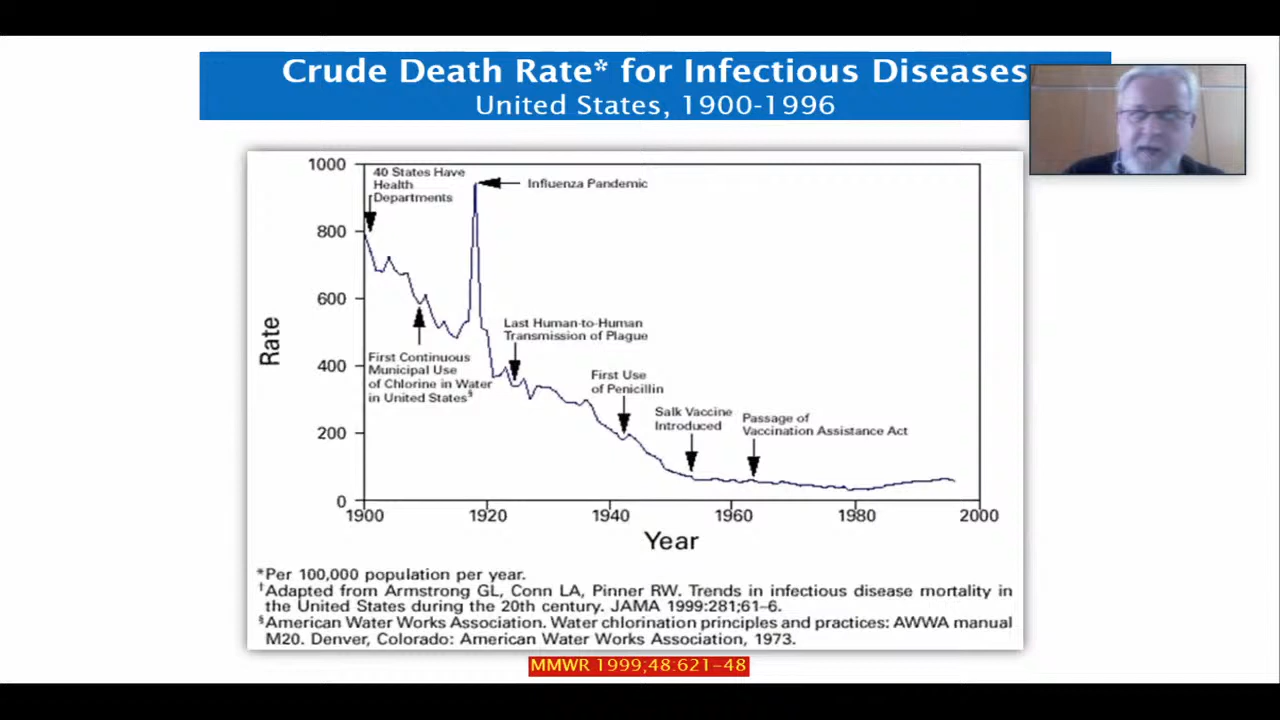 Crude Death Rate* for Infectious Diseases
United States, 1900-1996
1000
800
600
400
200
0
Rate
40 States Have
Health
Departments
Influenza Pandemic
First Continuous
Municipal Use
of Chlorine in Water
in United States§
Last Human-to-Human
Transmission of Plague
First Use
of Penicillin
Salk Vaccine
Introduced
Passage of
Vaccination Assistance Act
1900
1920
1940
1960
1980
2000
Year
*Per 100,000 population per year.
†Adapted from Armstrong GL, Conn LA, Pinner RW. Trends in infectious disease mortality in
the United States during the 20th century. JAMA 1999:281;61–6.
§American Water Works Association. Water chlorination principles and practices: AWWA manual
M20. Denver, Colorado: American Water Works Association, 1973.
MMWR 1999;48:621-48